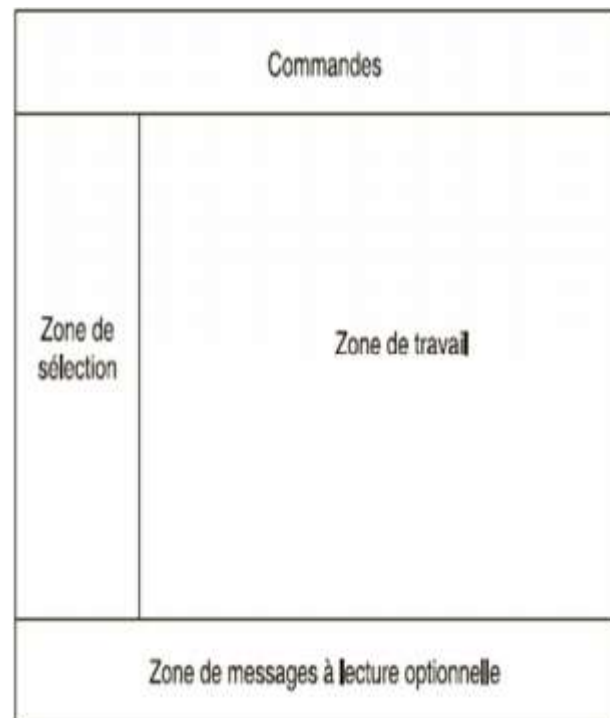 Commandes
Zone de
sélection
Zone de travail
Zone de messages à lecture optionnelle